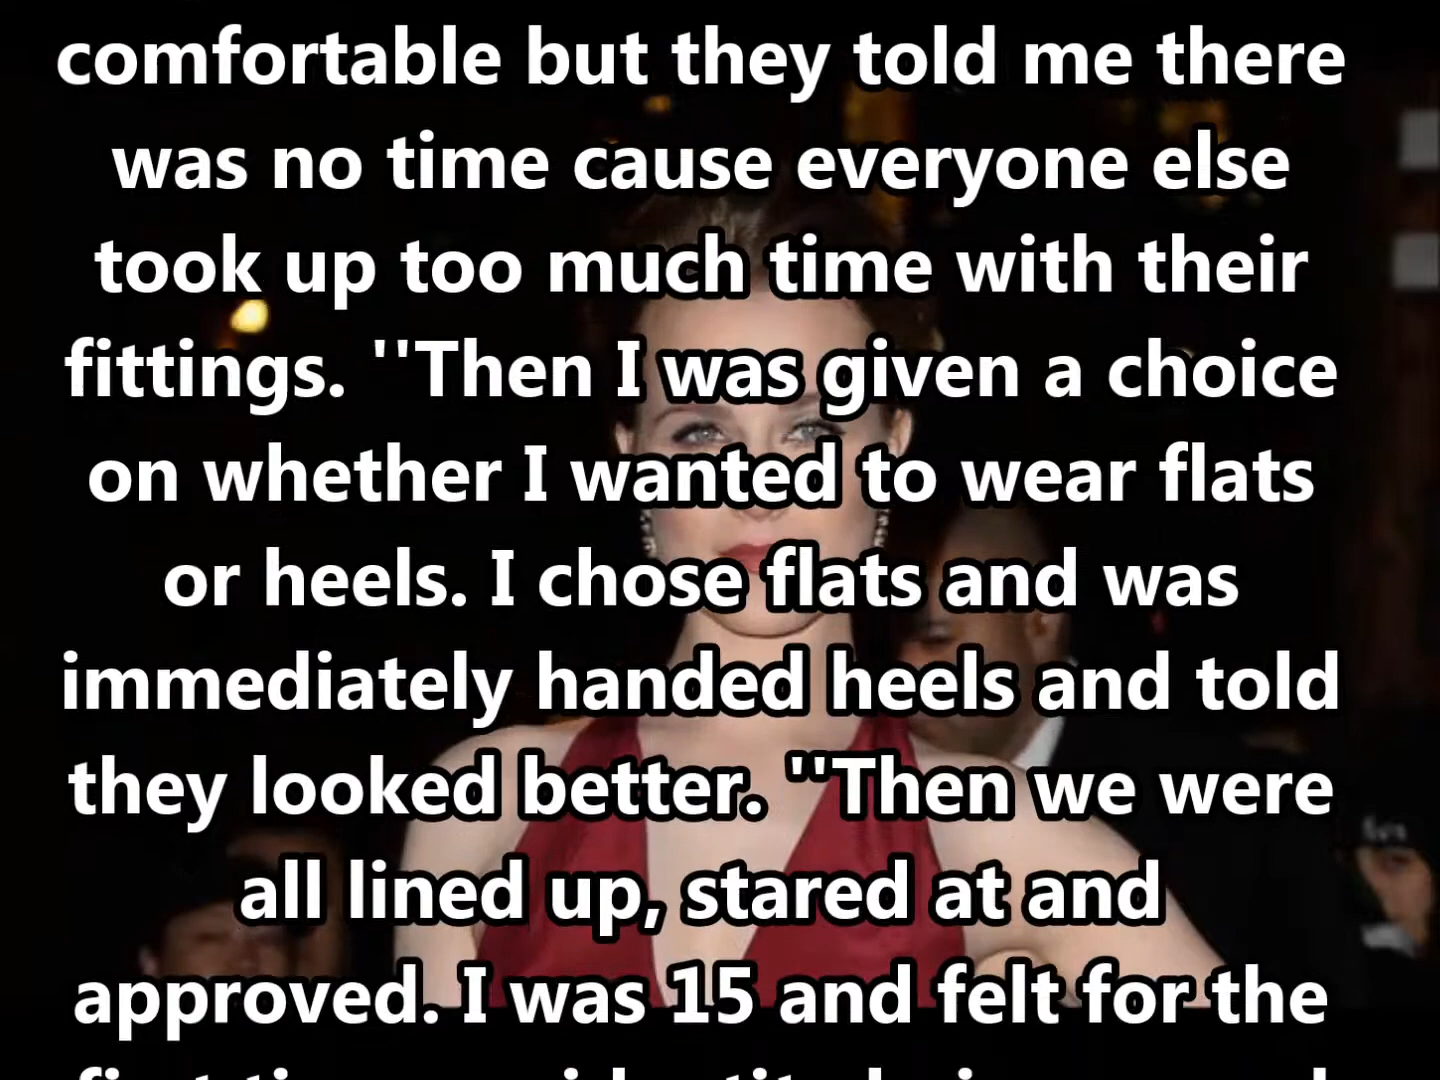 comfortable but they told me there
was no time cause everyone else
took up too much time with their
fittings. ''Then I was given a choice
on whether I wanted to wear flats
or heels. I chose flats and was
immediately handed heels and told
they looked better. ''Then we were
all lined up, stared at and
approved. I was 15 and felt for the